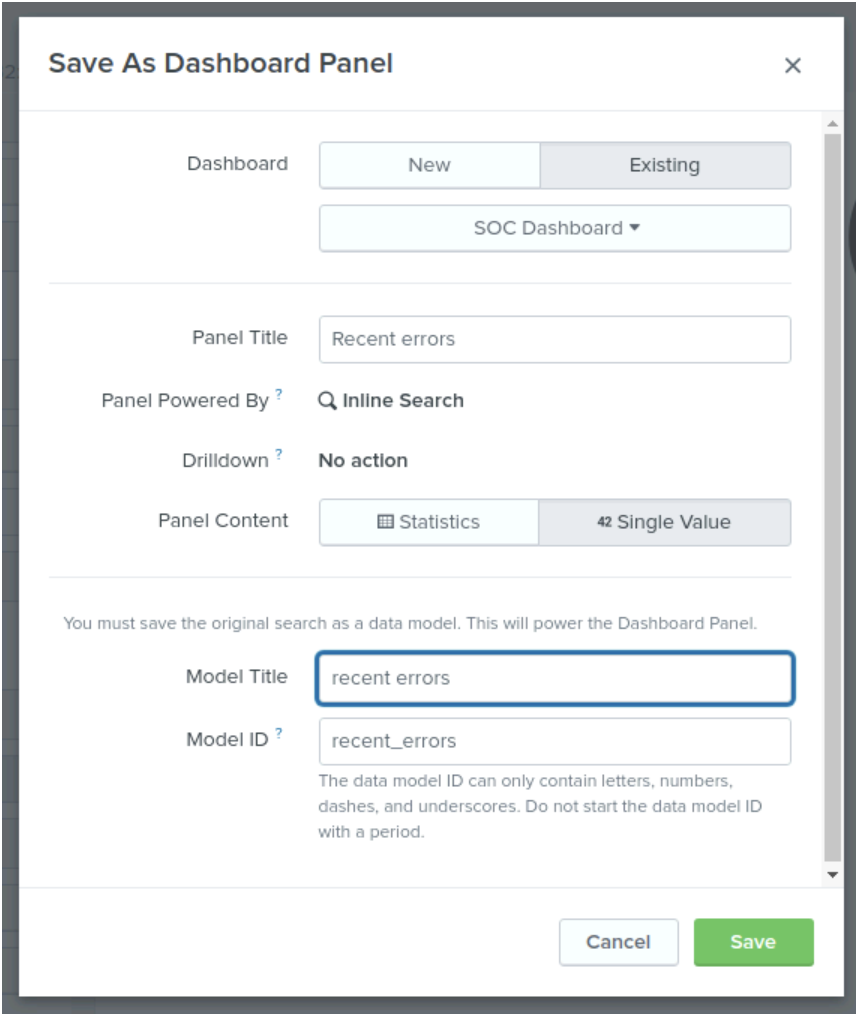 Save As Dashboard Panel
Dashboard
New
Existing
SOC Dashboard
Panel Title
Recent errors
Panel Powered By ?
Inline Search
Drilldown ?
No action
Panel Content
Statistics
42 Single Value
You must save the original search as a data model. This will power the Dashboard Panel.
Model Title
recent errors
Model ID ?
recent_errors
The data model ID can only contain letters, numbers,
dashes, and underscores. Do not start the data model ID
with a period.
Cancel
Save